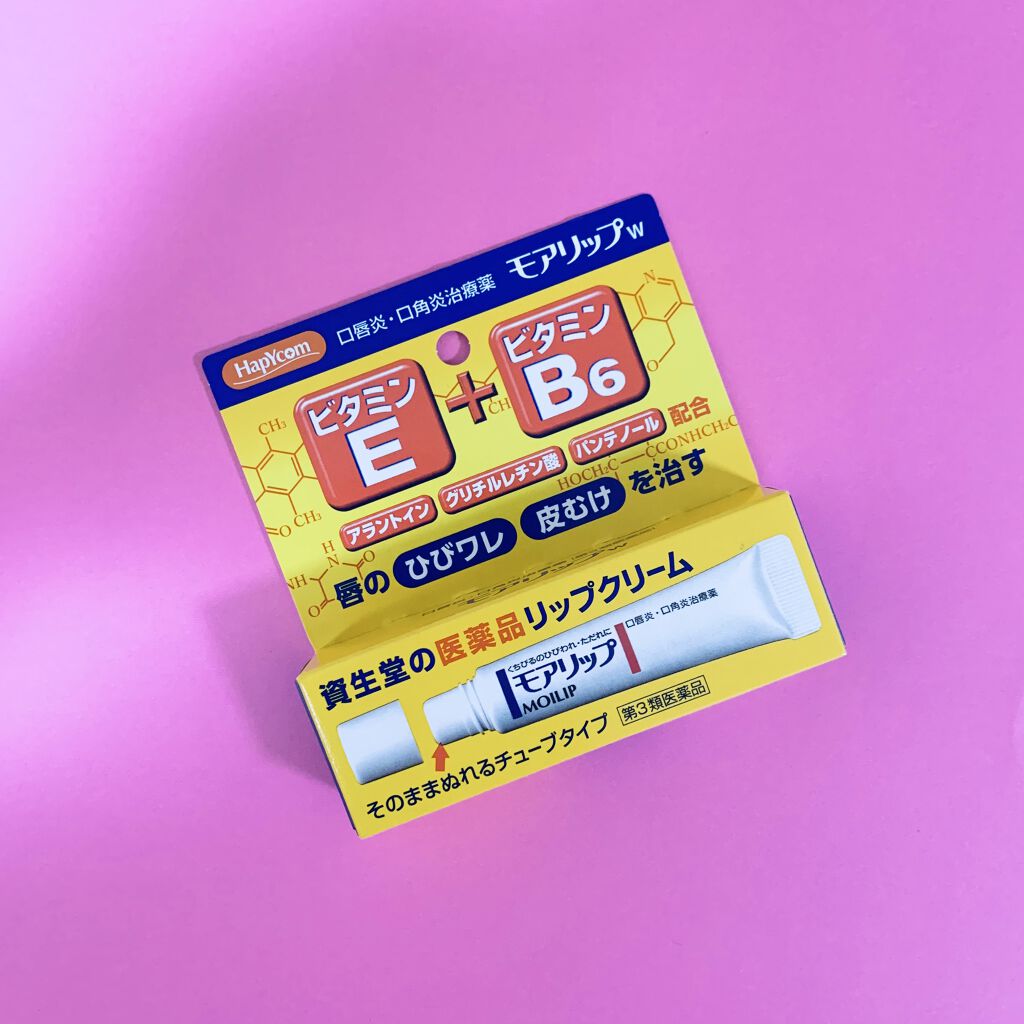 HapYcom 口唇炎・口角炎治療薬 モアリップW
ビタミン E + ビタミン B6
アラントイン グリチルレチン酸 パンテノール 配合
唇の ひびワレ 皮むけ を治す
CH₃
CH₃
O
H
N
NH
O
O
CH
N
O
HOCH₂C
CCONHCH₂C
資生堂の医薬品リップクリーム
くちびるのひびわれ・ただれに
モアリップ
MOILIP
口唇炎・口角炎治療薬
そのままぬれるチューブタイプ 第3類医薬品